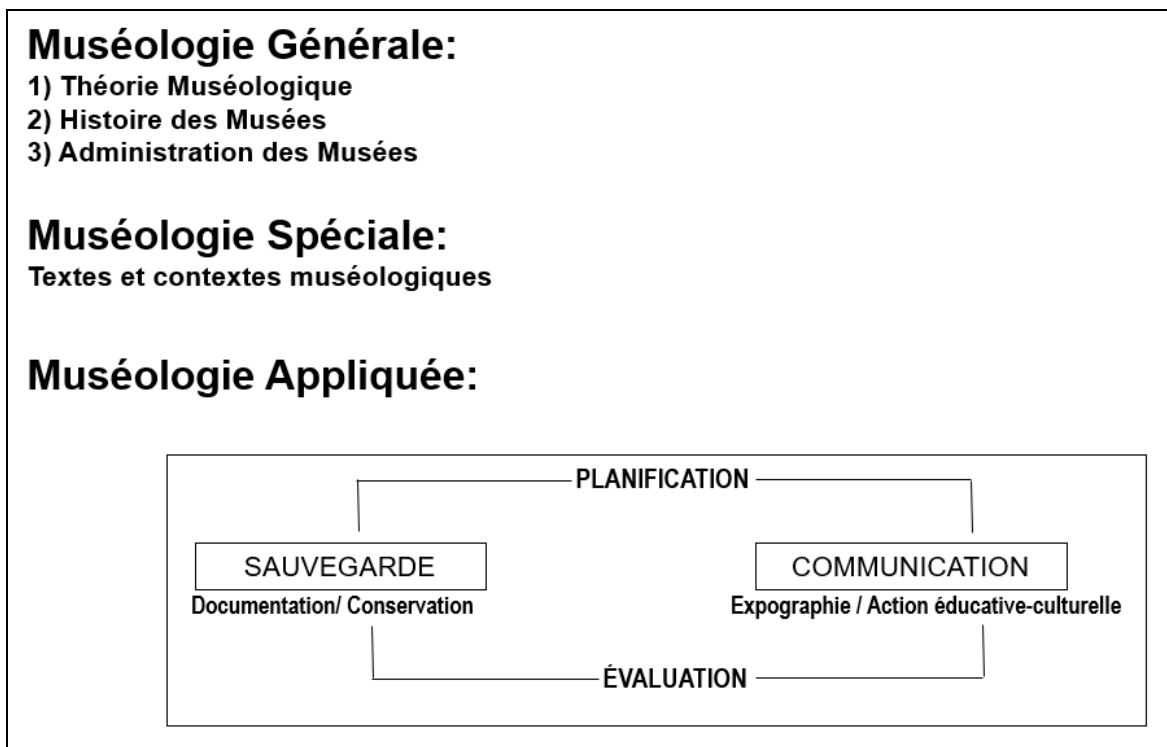 Muséologie Générale:
1) Théorie Muséologique
2) Histoire des Musées
3) Administration des Musées
Muséologie Spéciale:
Textes et contextes muséologiques
Muséologie Appliquée:
PLANIFICATION
SAUVEGARDE
Documentation/ Conservation
COMMUNICATION
Expographie / Action éducative-culturelle
ÉVALUATION